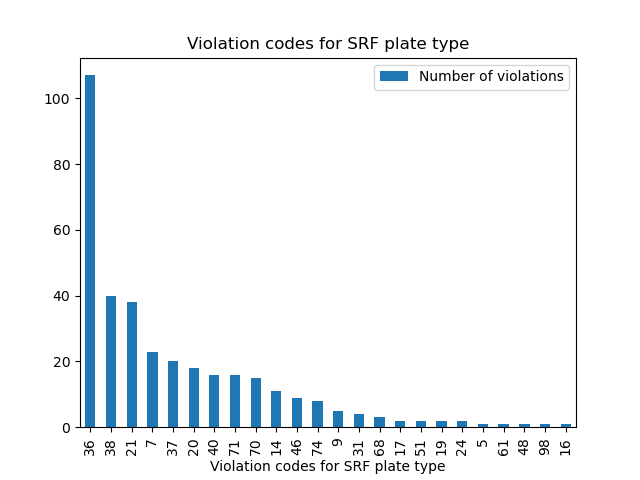 Violation codes for SRF plate type
Number of violations
100
80
60
40
20
0
36 38 21 7 37 20 40 71 70 14 46 74 9 31 68 17 51 19 24 5 61 48 98 16
Violation codes for SRF plate type